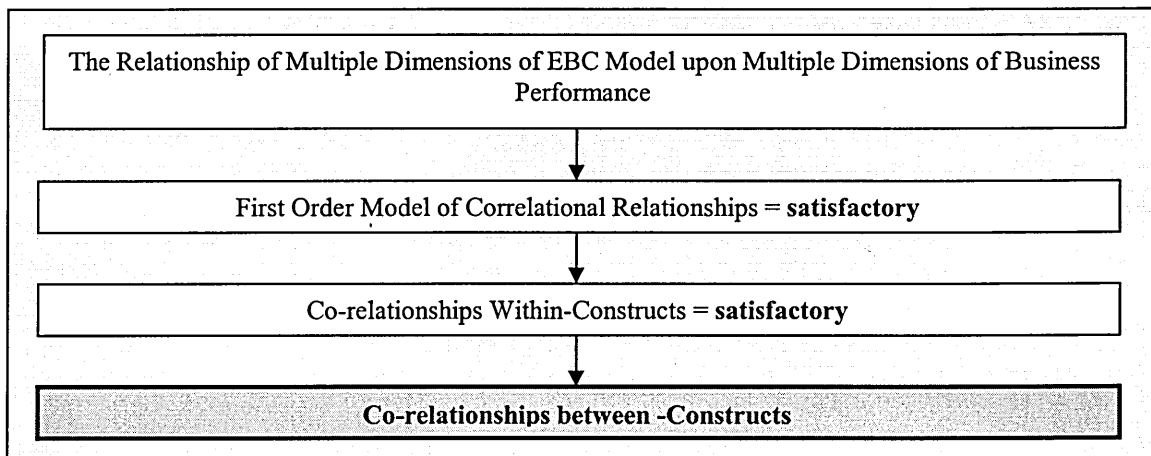 The Relationship of Multiple Dimensions of EBC Model upon Multiple Dimensions of Business
Performance
First Order Model of Correlational Relationships = satisfactory
Co-relationships Within-Constructs = satisfactory
Co-relationships between -Constructs